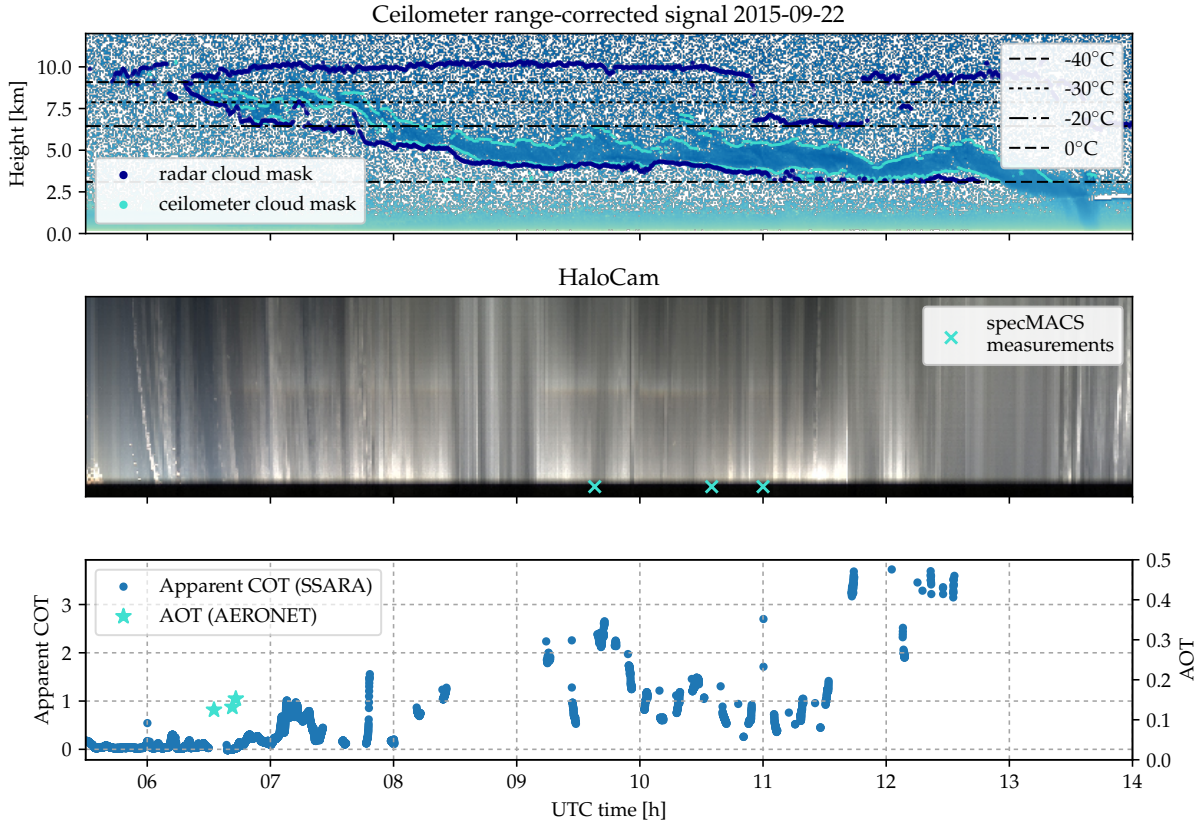 Ceilometer range-corrected signal 2015-09-22
Height [km]
10.0
7.5
5.0
2.5
0.0
radar cloud mask
ceilometer cloud mask
-40°C
-30°C
-20°C
0°C
HaloCam
specMACS
measurements
Apparent COT
3
2
1
0
Apparent COT (SSARA)
AOT (AERONET)
0.5
0.4
0.3
0.2
0.1
0.0
AOT
06 07 08 09 10 11 12 13 14
UTC time [h]